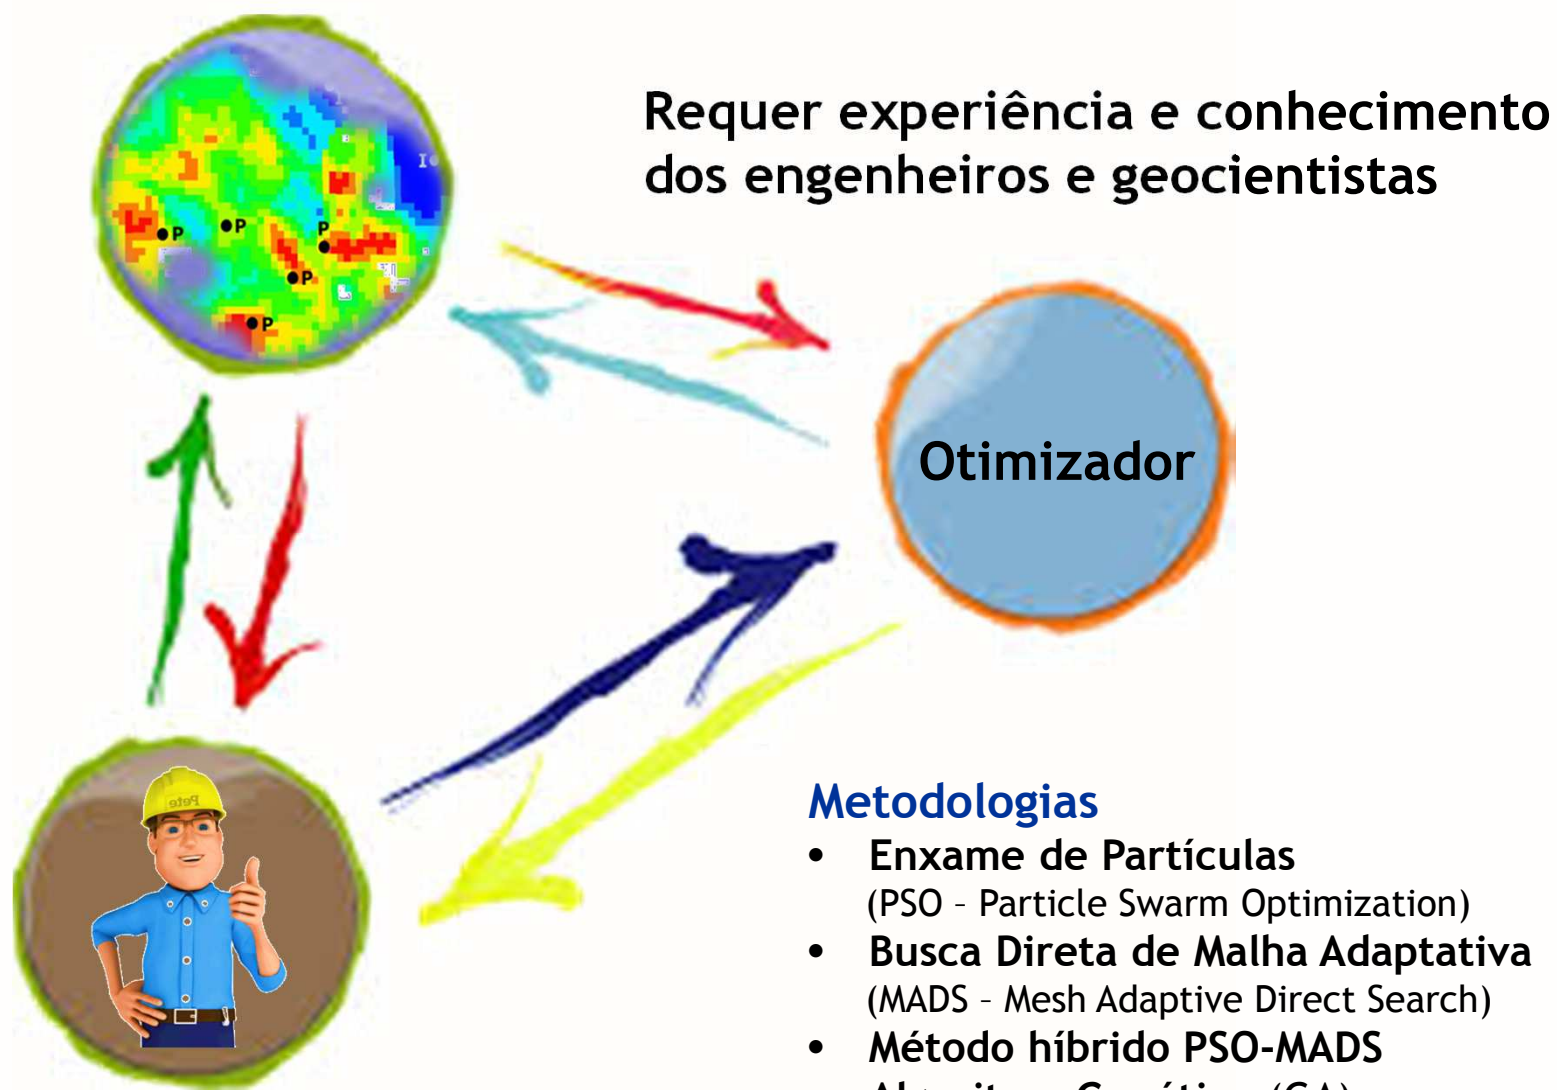 Requer experiência e conhecimento
dos engenheiros e geocientistas
P
P
P
P
P
Otimizador
Pete
Metodologias
• Enxame de Partículas
(PSO – Particle Swarm Optimization)
• Busca Direta de Malha Adaptativa
(MADS – Mesh Adaptive Direct Search)
• Método híbrido PSO-MADS